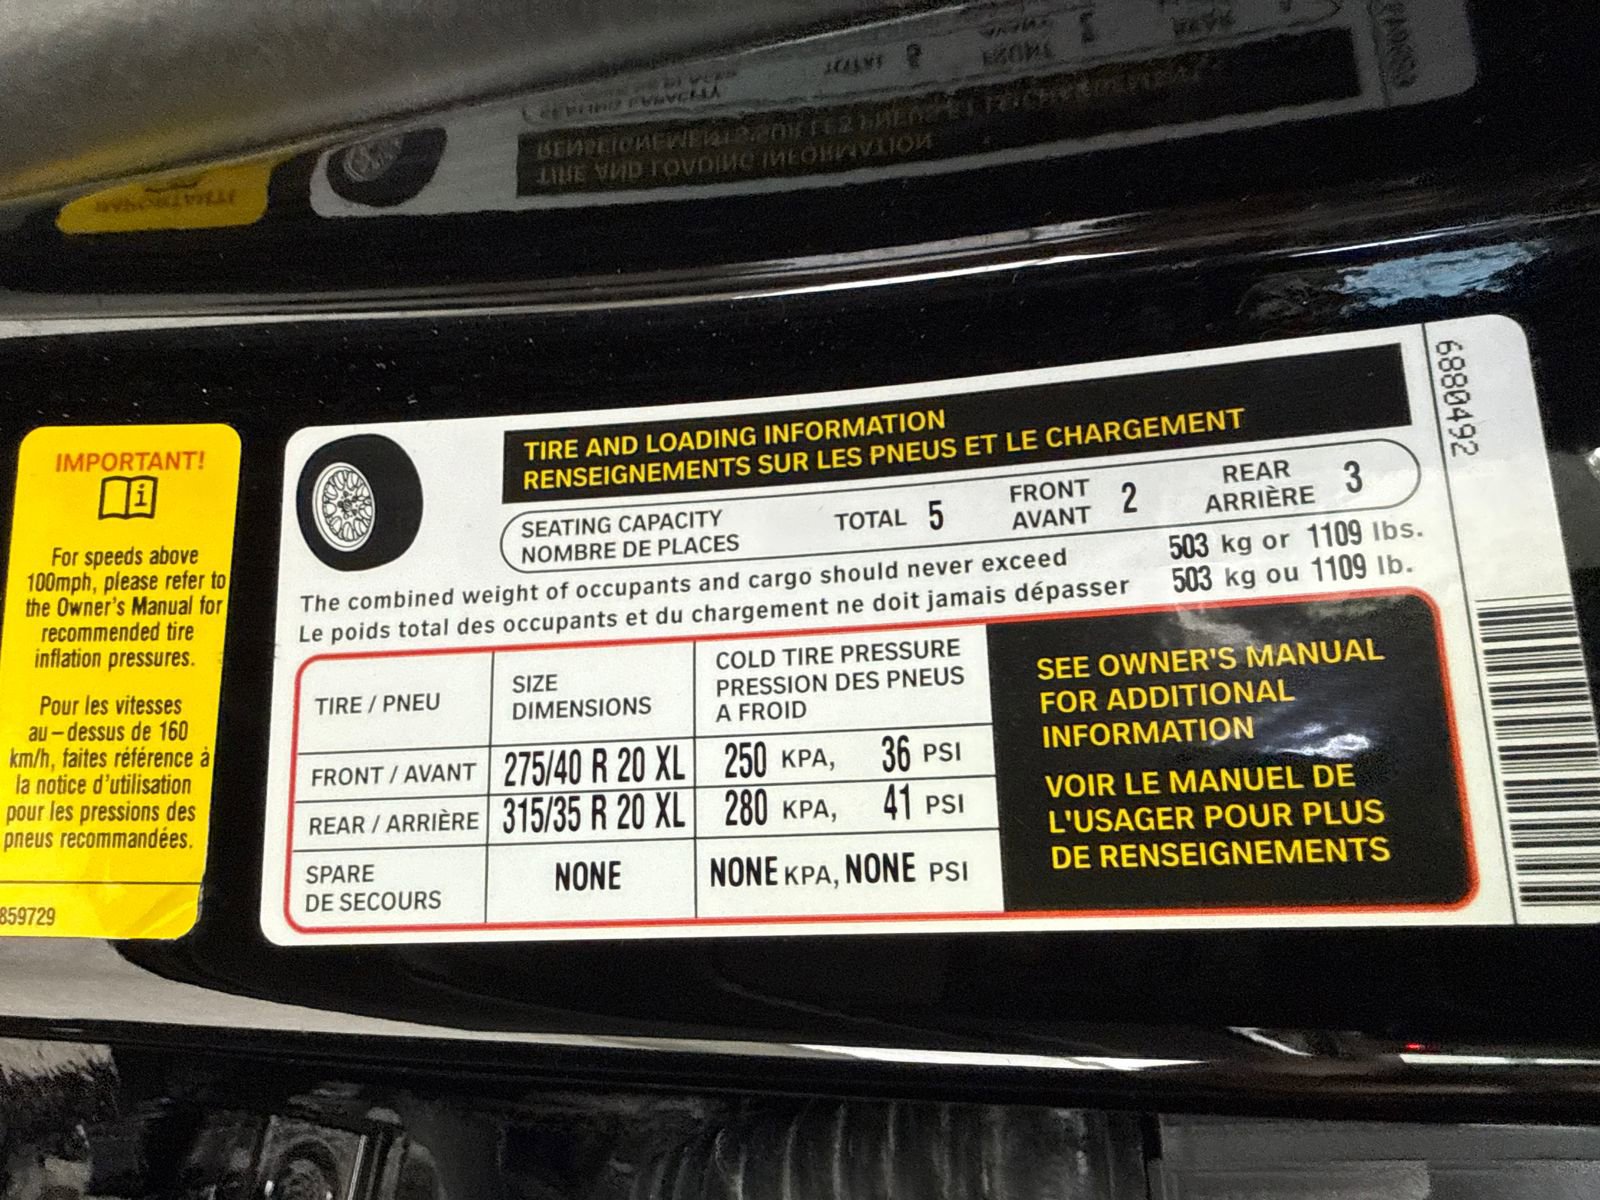 IMPORTANT!
For speeds above
100mph, please refer to
the Owner's Manual for
recommended tire
inflation pressures.
Pour les vitesses
au-dessus de 160
km/h, faites référence à
la notice d'utilisation
pour les pressions des
pneus recommandées.
859729
TIRE AND LOADING INFORMATION
RENSEIGNEMENTS SUR LES PNEUS ET LE CHARGEMENT
SEATING CAPACITY
NOMBRE DE PLACES
TOTAL 5
FRONT
AVANT 2
REAR
ARRIÈRE 3
The combined weight of occupants and cargo should never exceed 503 kg or 1109 lbs.
Le poids total des occupants et du chargement ne doit jamais dépasser 503 kg ou 1109 lb.
TIRE / PNEU
SIZE
DIMENSIONS
COLD TIRE PRESSURE
PRESSION DES PNEUS
A FROID
FRONT / AVANT 275/40 R 20 XL 250 KPA, 36 PSI
REAR / ARRIÈRE 315/35 R 20 XL 280 KPA, 41 PSI
SPARE
DE SECOURS
NONE NONE KPA, NONE PSI
SEE OWNER'S MANUAL
FOR ADDITIONAL
INFORMATION
VOIR LE MANUEL DE
L'USAGER POUR PLUS
DE RENSEIGNEMENTS
6880492